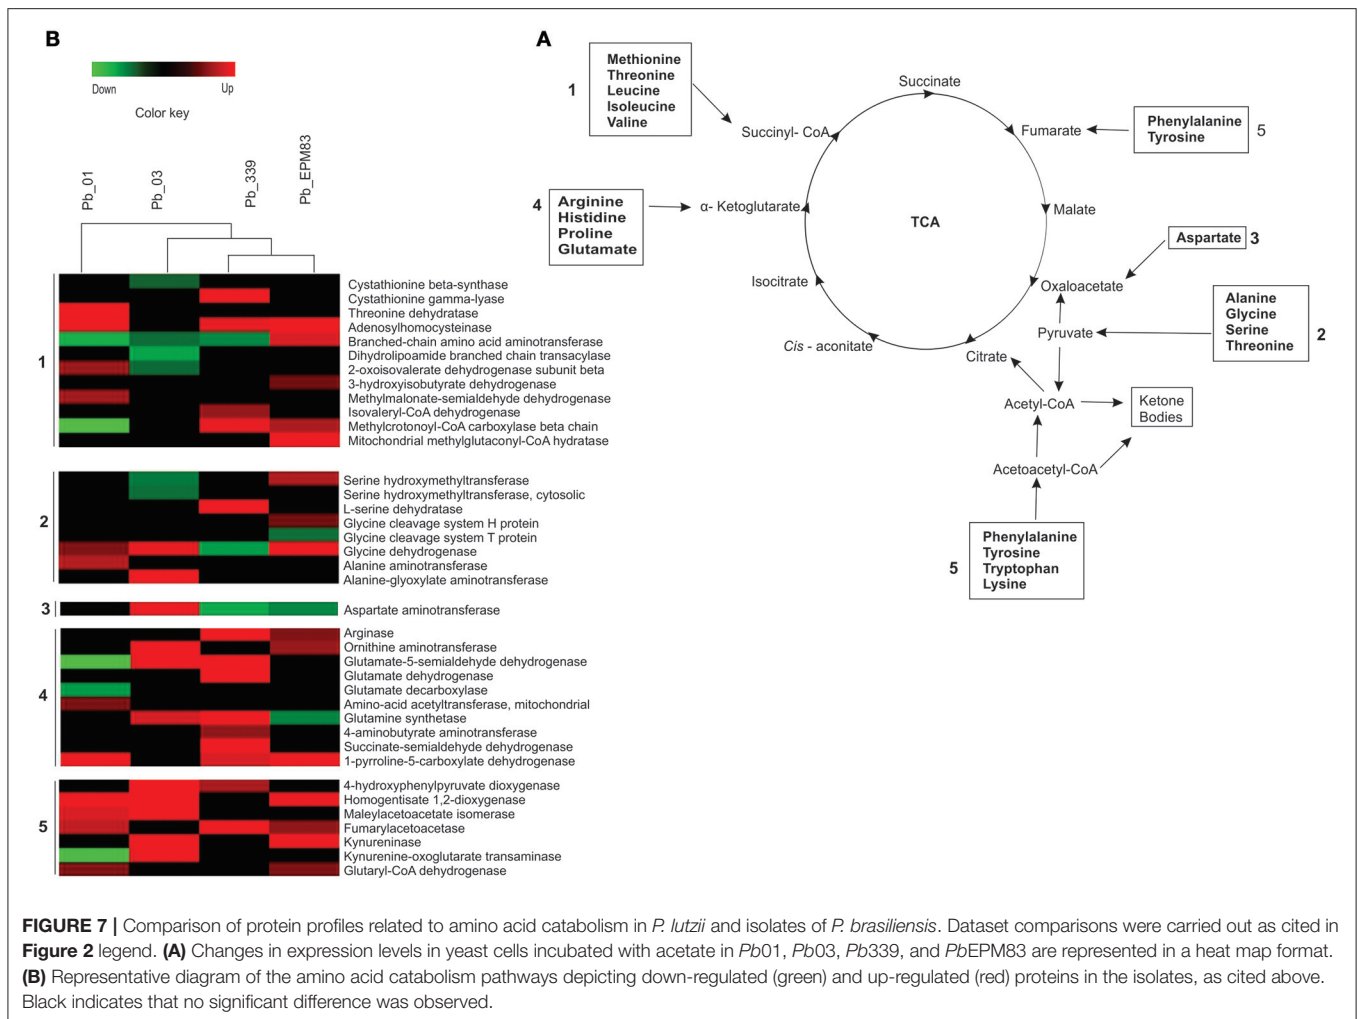 B
Down
Up
Color key
Pb_01
Pb_03
Pb_339
Pb_EPM83
1
Cystathionine beta-synthase
Cystathionine gamma-lyase
Threonine dehydratase
Adenosylhomocysteinase
Branched-chain amino acid aminotransferase
Dihydrolipoamide branched chain transacylase
2-oxoisovalerate dehydrogenase subunit beta
3-hydroxyisobutyrate dehydrogenase
Methylmalonate-semialdehyde dehydrogenase
Isovaleryl-CoA dehydrogenase
Methylcrotonoyl-CoA carboxylase beta chain
Mitochondrial methylglutaconyl-CoA hydratase
2
Serine hydroxymethyltransferase
Serine hydroxymethyltransferase, cytosolic
L-serine dehydratase
Glycine cleavage system H protein
Glycine cleavage system T protein
Glycine dehydrogenase
Alanine aminotransferase
Alanine-glyoxylate aminotransferase
3
Aspartate aminotransferase
4
Arginase
Ornithine aminotransferase
Glutamate-5-semialdehyde dehydrogenase
Glutamate dehydrogenase
Glutamate decarboxylase
Amino-acid acetyltransferase, mitochondrial
Glutamine synthetase
4-aminobutyrate aminotransferase
Succinate-semialdehyde dehydrogenase
1-pyrroline-5-carboxylate dehydrogenase
5
4-hydroxyphenylpyruvate dioxygenase
Homogentisate 1,2-dioxygenase
Maleylacetoacetate isomerase
Fumarylacetoacetase
Kynureninase
Kynurenine-oxoglutarate transaminase
Glutaryl-CoA dehydrogenase
A
1
Methionine
Threonine
Leucine
Isoleucine
Valine
Succinate
Succinyl- CoA
Fumarate
Phenylalanine
Tyrosine
5
4
Arginine
Histidine
Proline
Glutamate
α- Ketoglutarate
TCA
Malate
Aspartate
3
Isocitrate
Oxaloacetate
Alanine
Glycine
Serine
Threonine
2
Pyruvate
Cis - aconitate
Citrate
Acetyl-CoA
Ketone
Bodies
Acetoacetyl-CoA
5
Phenylalanine
Tyrosine
Tryptophan
Lysine
FIGURE 7 | Comparison of protein profiles related to amino acid catabolism in P. lutzii and isolates of P. brasiliensis. Dataset comparisons were carried out as cited in
Figure 2 legend. (A) Changes in expression levels in yeast cells incubated with acetate in Pb01, Pb03, Pb339, and PbEPM83 are represented in a heat map format.
(B) Representative diagram of the amino acid catabolism pathways depicting down-regulated (green) and up-regulated (red) proteins in the isolates, as cited above.
Black indicates that no significant difference was observed.